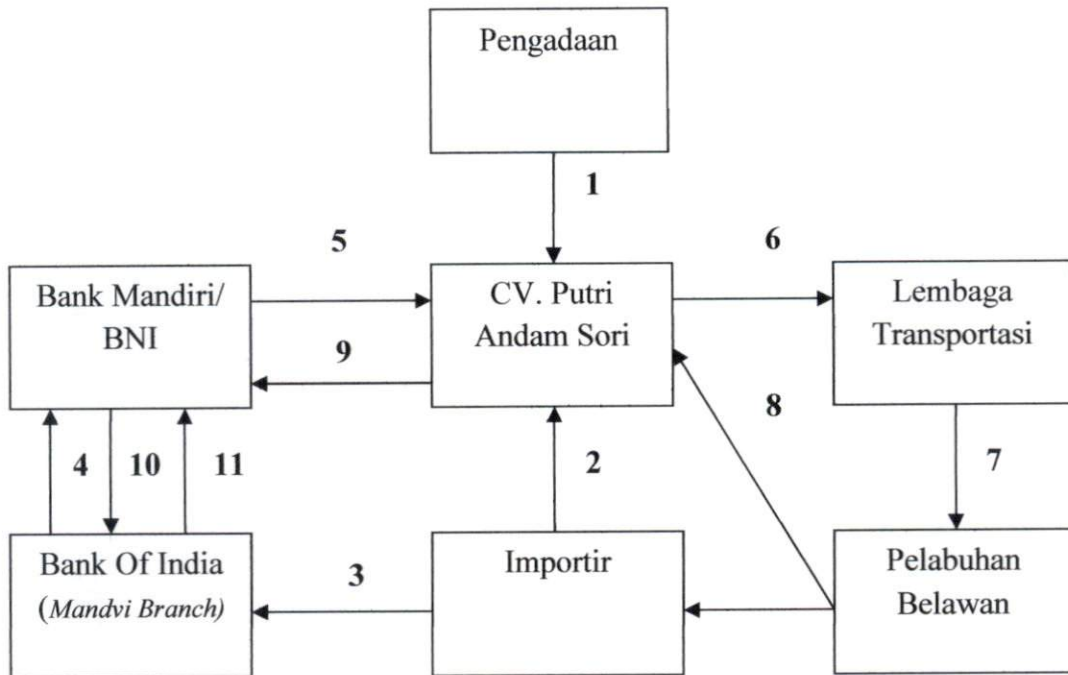 Pengadaan
1
5
6
Bank Mandiri/
BNI
CV. Putri
Andam Sori
Lembaga
Transportasi
9
8
4
10
11
2
7
Bank Of India
(Mandvi Branch)
3
Importir
Pelabuhan
Belawan